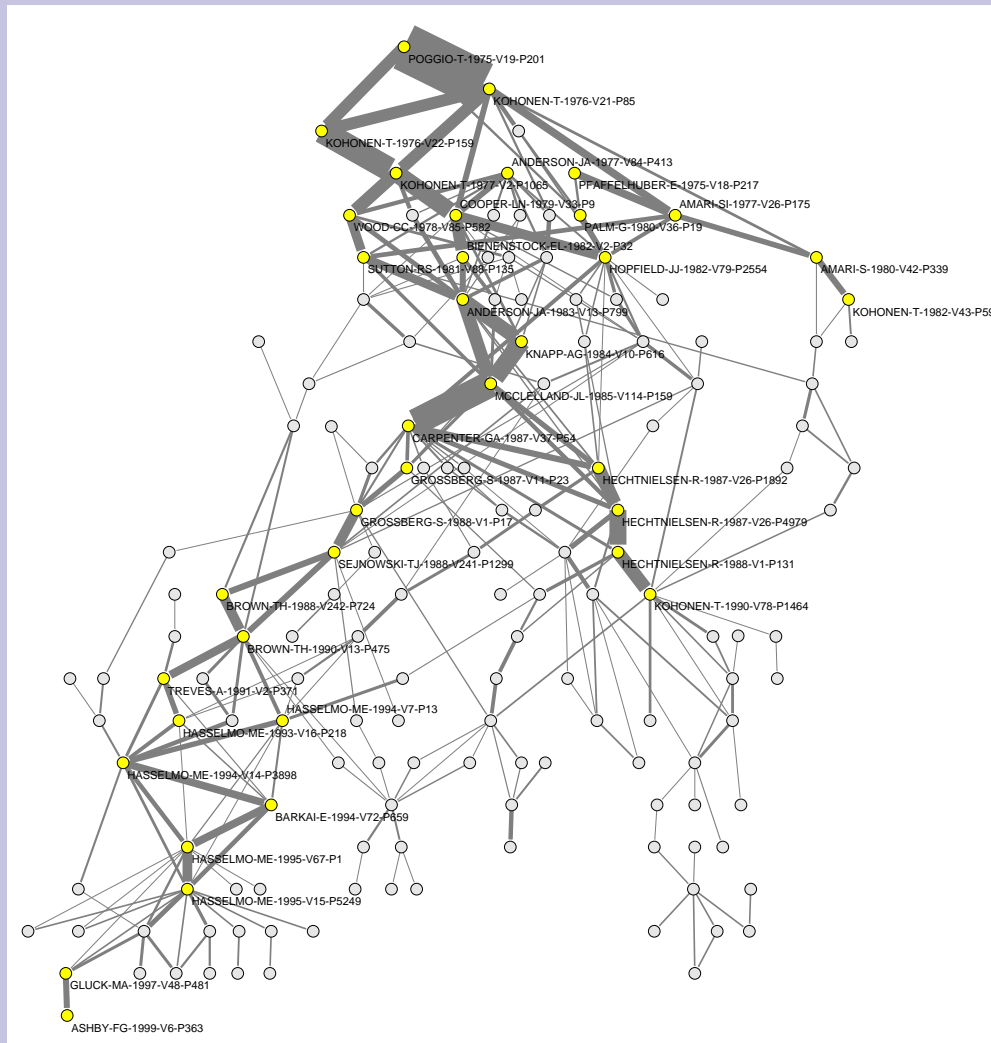 POGGIO-T-1975-V19-P201
KOHONEN-T-1976-V21-P85
KOHONEN-T-1976-V22-P159
ANDERSON-JA-1977-V84-P413
KOHONEN-T-1977-V2-P1065
PFAFFELHUBER-E-1975-V18-P217
COOPER-LN-1979-V33-P9
AMARI-SI-1977-V26-P175
WOOD-CC-1978-V85-P582
PALM-G-1980-V36-P19
BIENENSTOCK-EL-1982-V2-P32
SUTTON-RS-1981-V88-P135
HOPFIELD-JJ-1982-V79-P2554
AMARI-S-1980-V42-P339
ANDERSON-JA-1983-V13-P799
KOHONEN-T-1982-V43-P59
KNAPP-AG-1984-V10-P616
MCCLELLAND-JL-1985-V114-P159
CARPENTER-GA-1987-V37-P54
GROSSBERG-S-1987-V11-P23
HECHTNIELSEN-R-1987-V26-P1892
GROSSBERG-S-1988-V1-P17
HECHTNIELSEN-R-1987-V26-P4979
SEJNOWSKI-TJ-1988-V241-P1299
HECHTNIELSEN-R-1988-V1-P131
BROWN-TH-1988-V242-P724
KOHONEN-T-1990-V78-P1464
BROWN-TH-1990-V13-P475
TREVES-A-1991-V2-P371
HASSELMO-ME-1994-V7-P13
HASSELMO-ME-1993-V16-P218
HASSELMO-ME-1994-V14-P3898
BARKAI-E-1994-V72-P659
HASSELMO-ME-1995-V67-P1
HASSELMO-ME-1995-V15-P5249
GLUCK-MA-1997-V48-P481
ASHBY-FG-1999-V6-P363